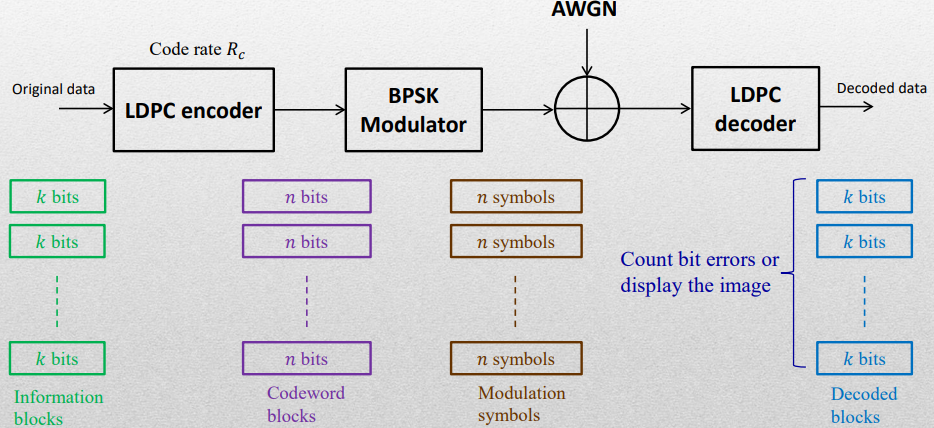 AWGN
Code rate R_c
Original data
LDPC encoder
BPSK
Modulator
LDPC
decoder
Decoded data
k bits
n bits
n symbols
k bits
k bits
n bits
n symbols
k bits
Count bit errors or
display the image
k bits
n bits
n symbols
k bits
Information
blocks
Codeword
blocks
Modulation
symbols
Decoded
blocks